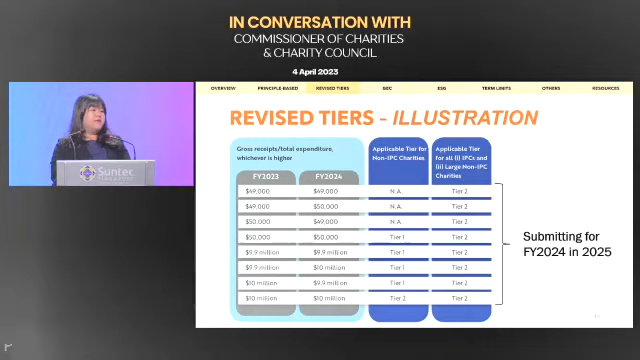 IN CONVERSATION WITH
COMMISSIONER OF CHARITIES
& CHARITY COUNCIL
4 April 2023
OVERVIEW PRINCIPLE-BASED REVISED TIERS GEC ESG TERM LIMITS OTHERS RESOURCES
REVISED TIERS - ILLUSTRATION
Gross receipts/total expenditure,
whichever is higher
Applicable Tier for
Non-IPC Charities
Applicable Tier
for all (i) IPCs and
(ii) Large Non-IPC
Charities
FY2023 FY2024
$49,000 $49,000 N.A. Tier 2
$49,000 $50,000 N.A. Tier 2
$50,000 $49,000 N.A. Tier 2
$50,000 $50,000 Tier 1 Tier 2
$9.9 million $9.9 million Tier 1 Tier 2
$9.9 million $10 million Tier 1 Tier 2
$10 million $9.9 million Tier 1 Tier 2
$10 million $10 million Tier 2 Tier 2
Submitting for
FY2024 in 2025
Suntec